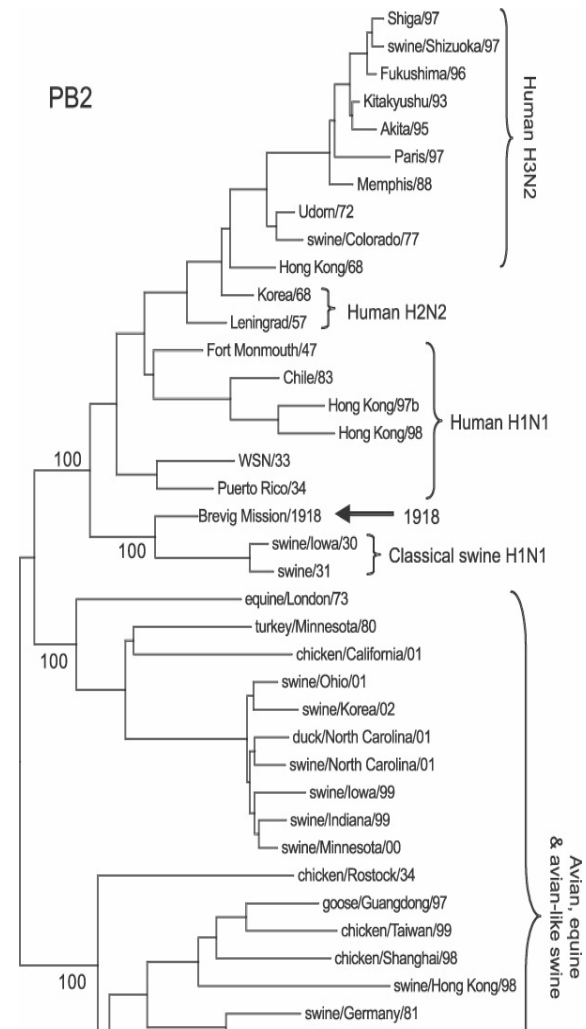 PB2
Shiga/97
swine/Shizuoka/97
Fukushima/96
Kitakyushu/93
Akita/95
Paris/97
Memphis/88
Udorn/72
swine/Colorado/77
Hong Kong/68
Human H3N2
Korea/68
Leningrad/57
Human H2N2
Fort Monmouth/47
Chile/83
Hong Kong/97b
Hong Kong/98
WSN/33
Puerto Rico/34
Human H1N1
100
Brevig Mission/1918
1918
100
swine/Iowa/30
swine/31
Classical swine H1N1
equine/London/73
turkey/Minnesota/80
100
chicken/California/01
swine/Ohio/01
swine/Korea/02
duck/North Carolina/01
swine/North Carolina/01
swine/Iowa/99
swine/Indiana/99
swine/Minnesota/00
chicken/Rostock/34
goose/Guangdong/97
chicken/Taiwan/99
chicken/Shanghai/98
100
swine/Hong Kong/98
swine/Germany/81
Avian, equine
& avian-like swine